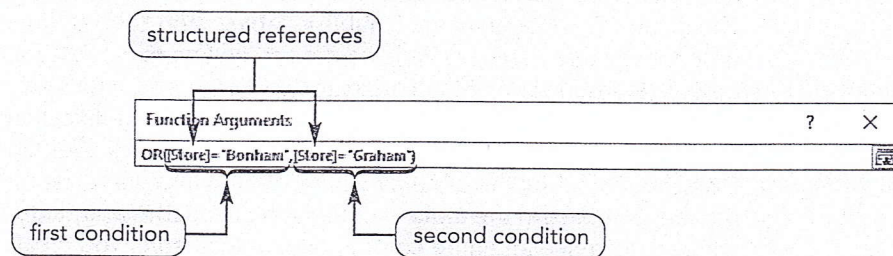 structured references
Function Arguments ? ×
OR([Store]="Bonham",[Store]="Graham")
first condition
second condition